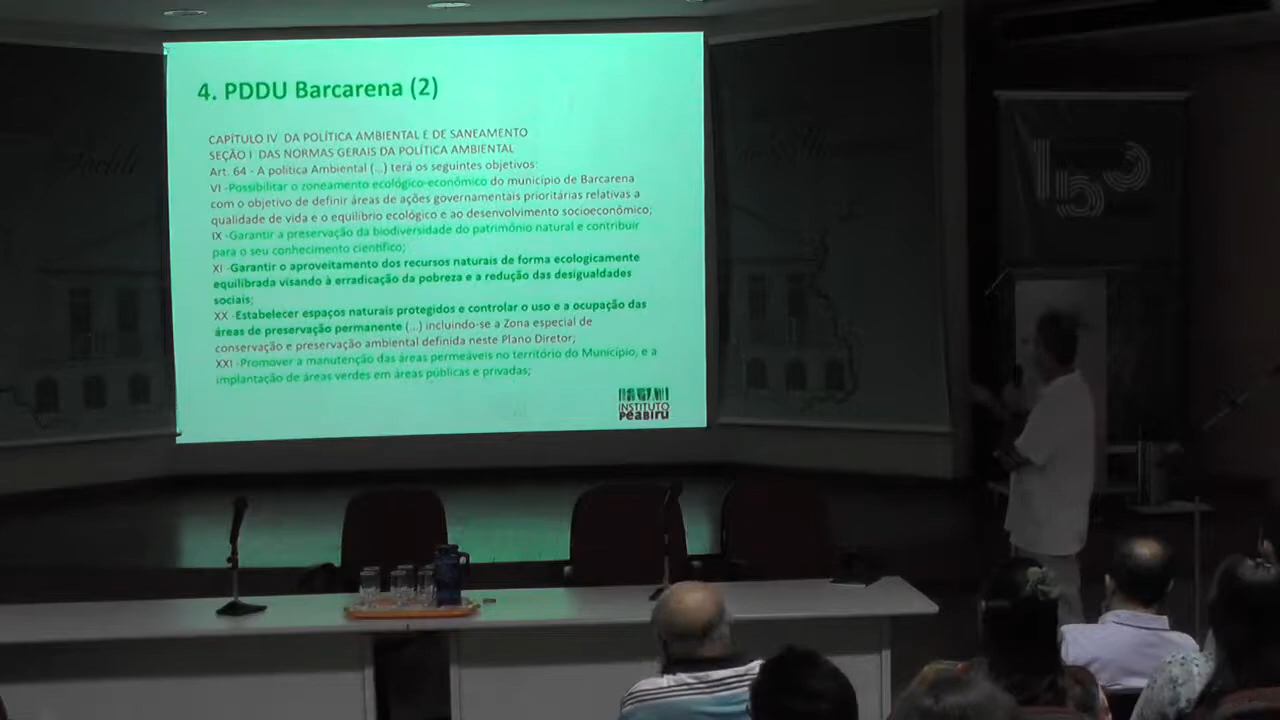 4. PDDU Barcarena (2)
CAPÍTULO IV DA POLÍTICA AMBIENTAL E DE SANEAMENTO
SEÇÃO I DAS NORMAS GERAIS DA POLÍTICA AMBIENTAL
Art. 64 - A política Ambiental (...) terá os seguintes objetivos:
VI -Possibilitar o zoneamento ecológico-econômico do município de Barcarena
com o objetivo de definir áreas de ações governamentais prioritárias relativas a
qualidade de vida e o equilíbrio ecológico e ao desenvolvimento socioeconômico;
IX -Garantir a preservação da biodiversidade do patrimônio natural e contribuir
para o seu conhecimento científico;
XI -Garantir o aproveitamento dos recursos naturais de forma ecologicamente
equilibrada visando à erradicação da pobreza e a redução das desigualdades
sociais;
XX -Estabelecer espaços naturais protegidos e controlar o uso e a ocupação das
áreas de preservação permanente (...) incluindo-se a Zona especial de
conservação e preservação ambiental definida neste Plano Diretor;
XXI -Promover a manutenção das áreas permeáveis no território do Município, e a
implantação de áreas verdes em áreas públicas e privadas;
INSTITUTO
PEABIRU